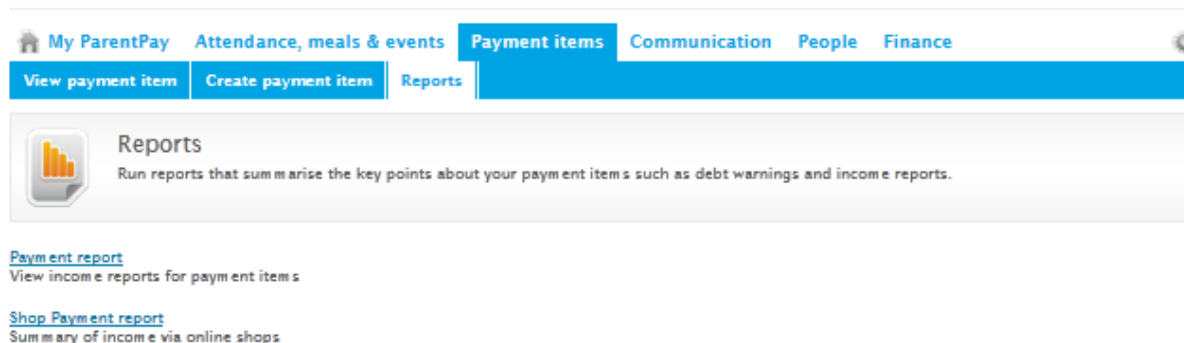 My ParentPay Attendance, meals & events Payment items Communication People Finance
View payment item Create payment item Reports
Reports
Run reports that summarise the key points about your payment items such as debt warnings and income reports.
Payment report
View income reports for payment items
Shop Payment report
Summary of income via online shops